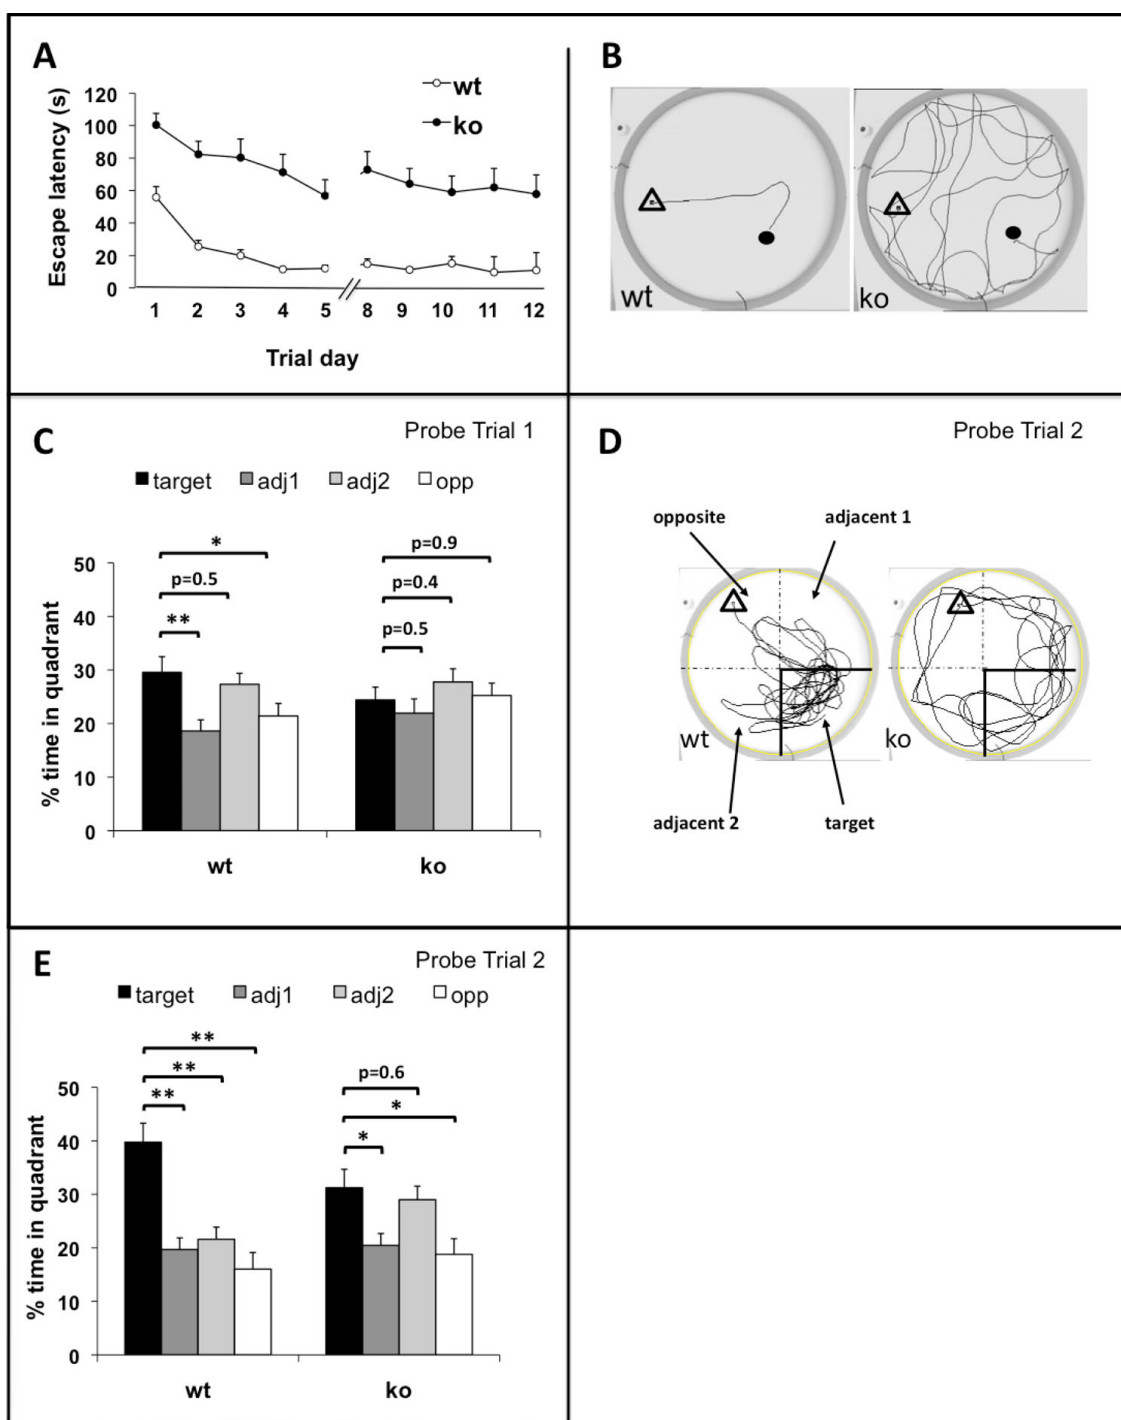 A
wt
ko
Escape latency (s)
120
100
80
60
40
20
0
1 2 3 4 5 8 9 10 11 12
Trial day
B
wt
ko
C
Probe Trial 1
target adj1 adj2 opp
% time in quadrant
50
40
30
20
10
0
*
p=0.5
**
p=0.9
p=0.4
p=0.5
wt ko
D
Probe Trial 2
opposite adjacent 1
wt
ko
adjacent 2 target
E
Probe Trial 2
target adj1 adj2 opp
% time in quadrant
50
40
30
20
10
0
**
**
**
p=0.6
*
*
wt ko